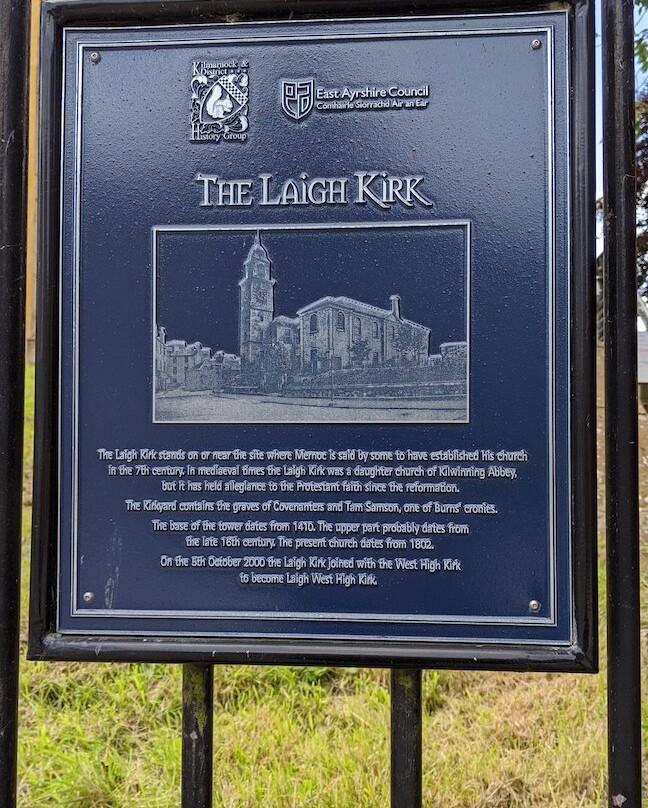 Kilmarnock &
District
History Group
East Ayrshire Council
Comhairle Siorrachd Air an Ear
The Laigh Kirk
The Laigh Kirk stands on or near the site where Mernoc is said by some to have established his church
in the 7th century. In mediaeval times the Laigh Kirk was a daughter church of Kilwinning Abbey,
but it has held allegiance to the Protestant faith since the reformation.
The Kirkyard contains the graves of Covenanters and Tam Samson, one of Burns' cronies.
The base of the tower dates from 1410. The upper part probably dates from
the late 16th century. The present church dates from 1802.
On the 5th October 2000 the Laigh Kirk joined with the West High Kirk
to become Laigh West High Kirk.